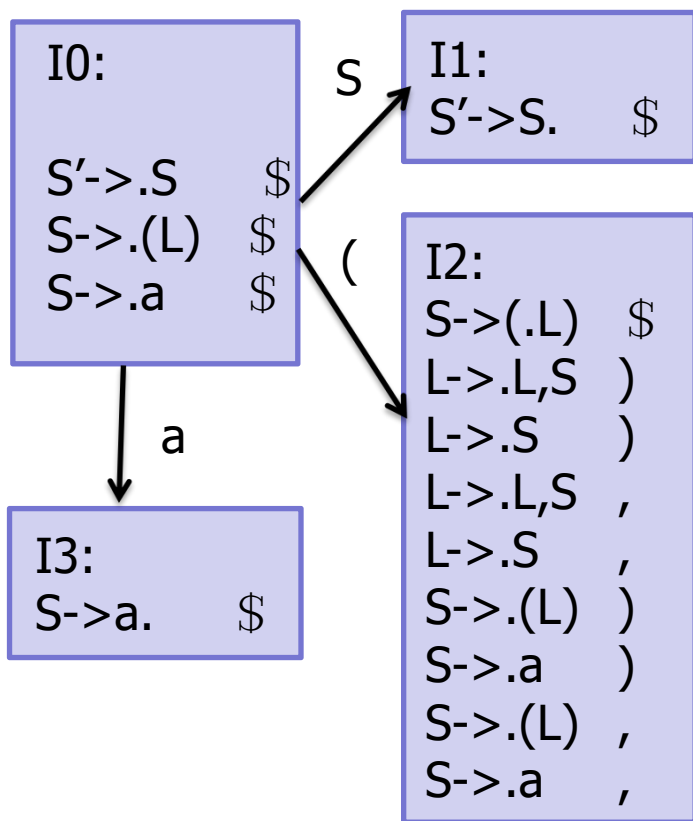 I0:
S′->.S $
S->.(L) $
S->.a $
S
I1:
S′->S. $
(
I2:
S->(.L) $
L->.L,S )
L->.S )
L->.L,S ,
L->.S ,
S->.(L) )
S->.a )
S->.(L) ,
S->.a ,
a
I3:
S->a. $